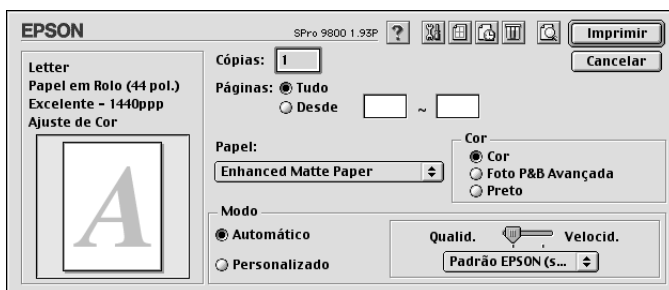 EPSON
SPro 9800 1.93P
?
Imprimir
Cancelar
Letter
Papel em Rolo (44 pol.)
Excelente - 1440ppp
Ajuste de Cor
A
Cópias: 1
Páginas: Tudo
Desde ~
Papel:
Enhanced Matte Paper
Cor
Cor
Foto P&B Avançada
Preto
Modo
Automático
Personalizado
Qualid. Velocid.
Padrão EPSON (s...